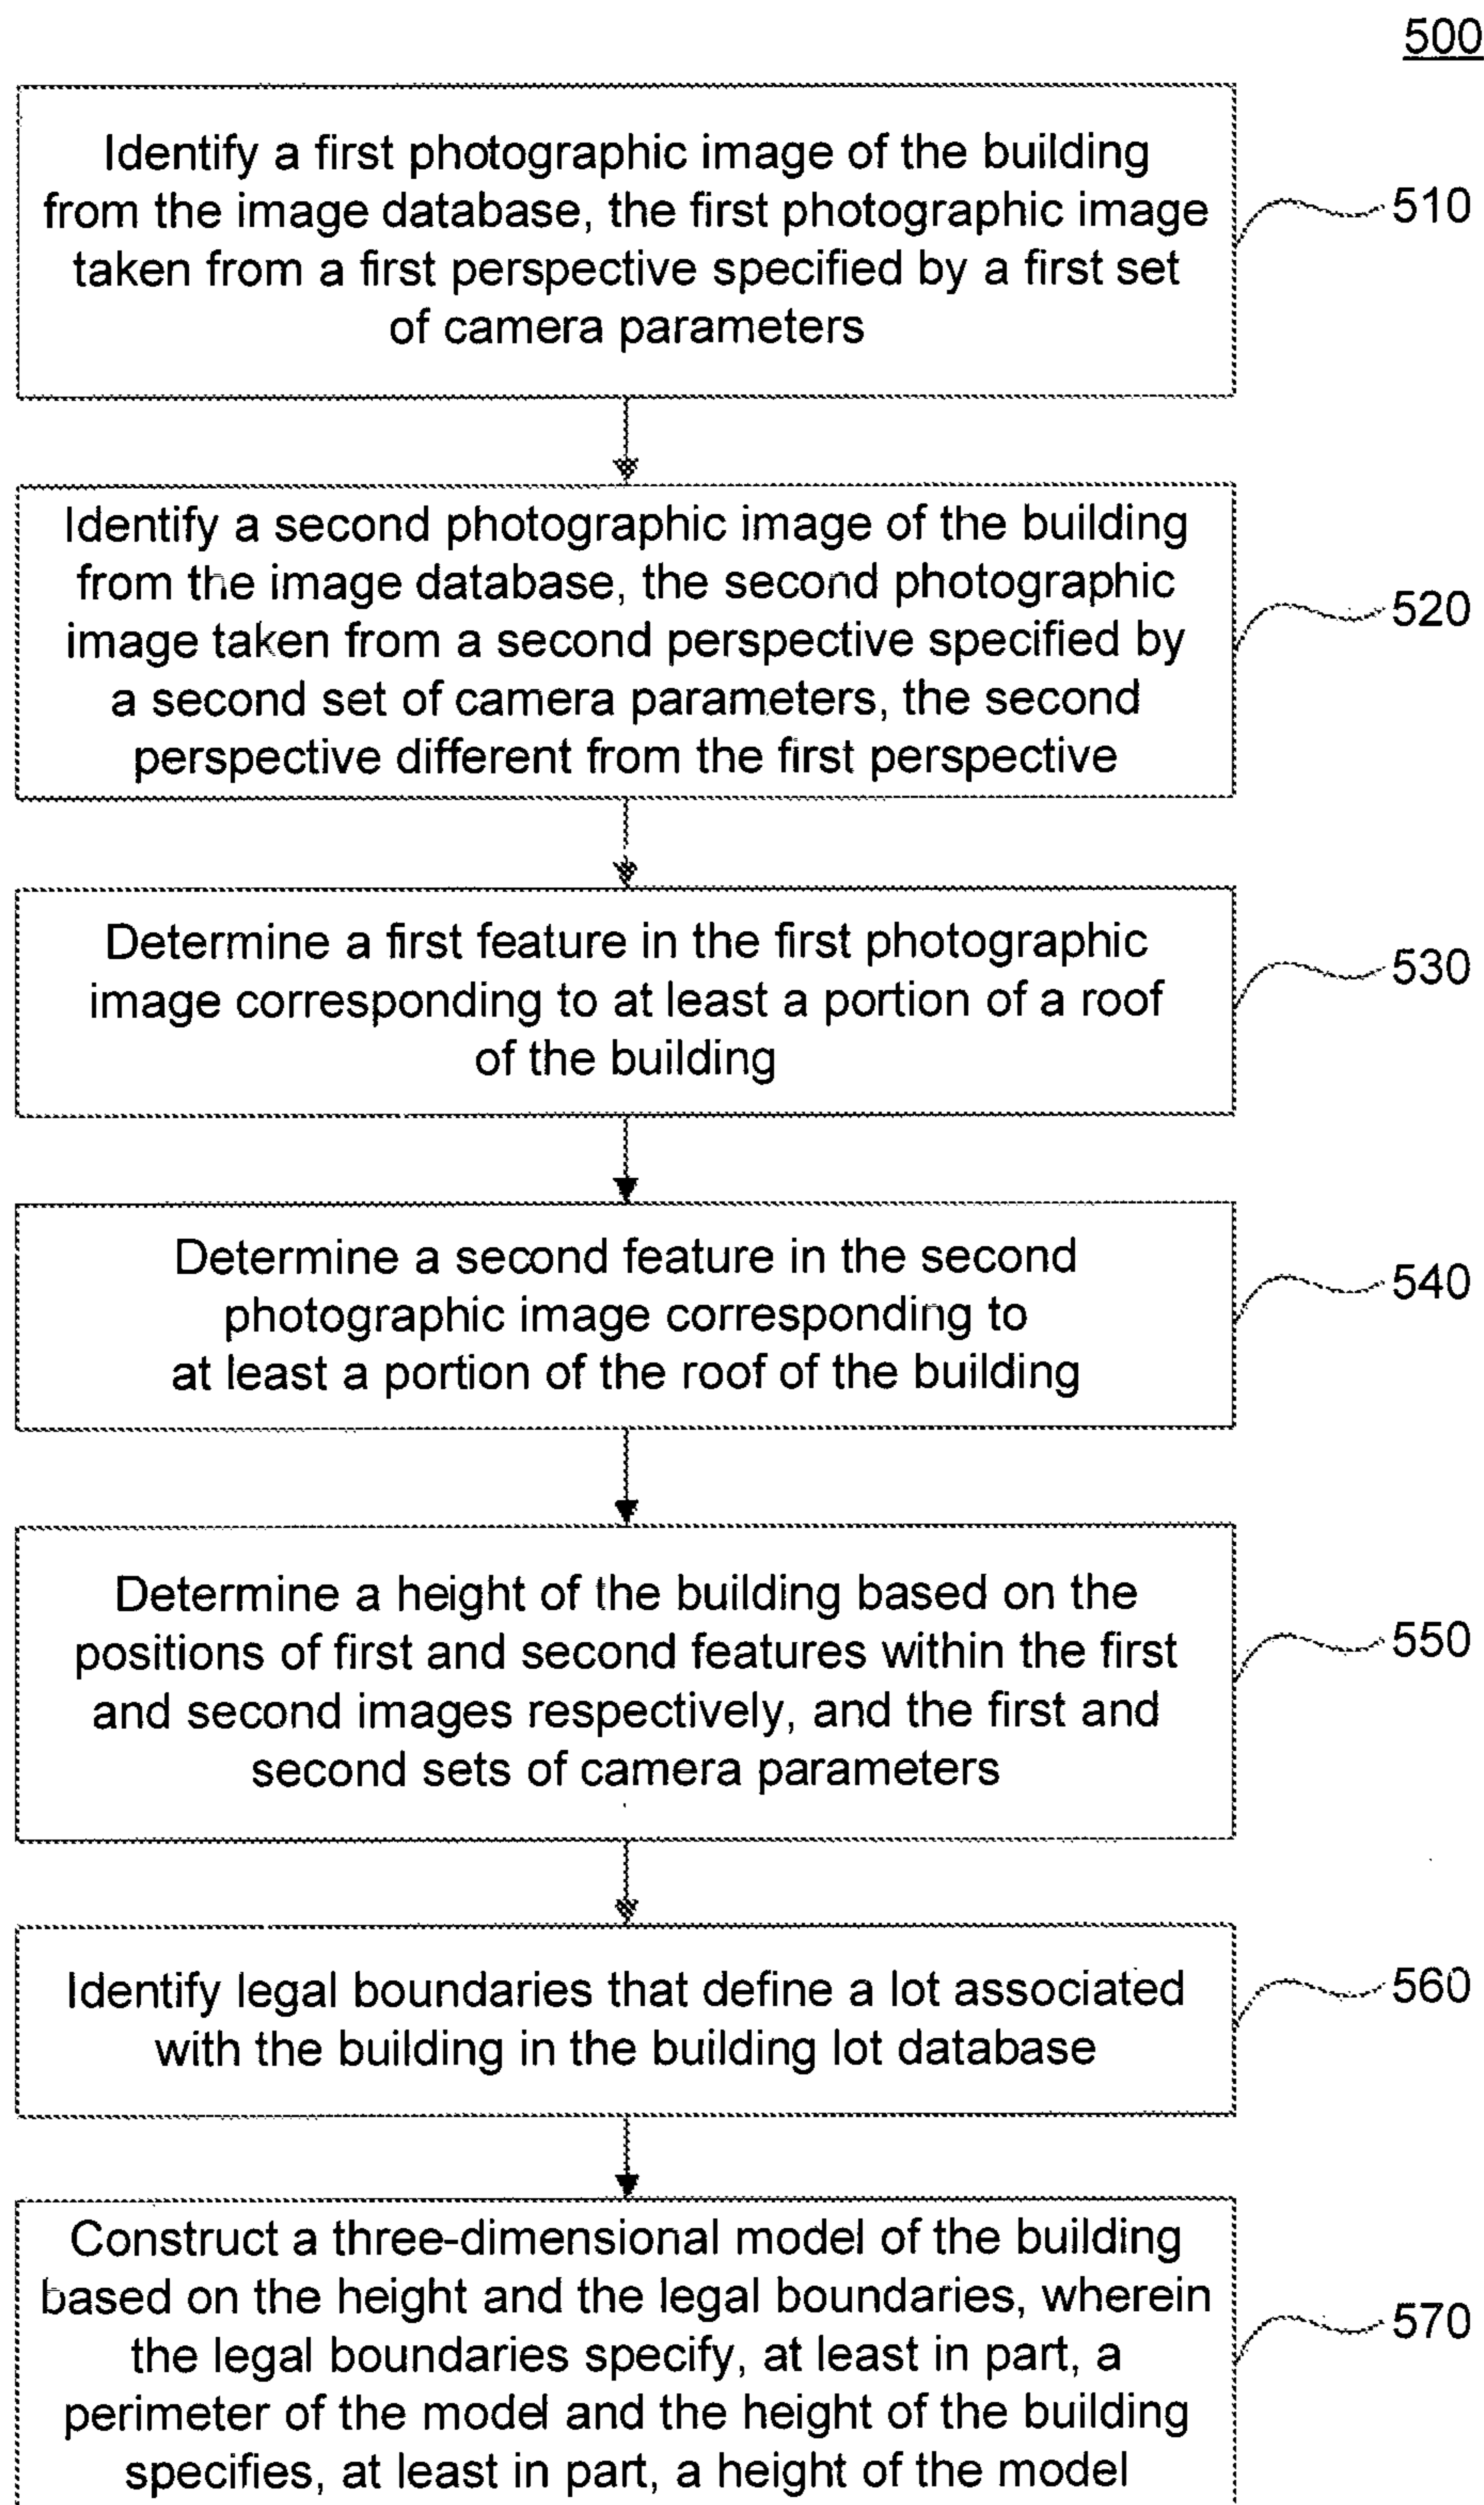 500
Identify a first photographic image of the building
from the image database, the first photographic image
taken from a first perspective specified by a first set
of camera parameters
510
Identify a second photographic image of the building
from the image database, the second photographic
image taken from a second perspective specified by
a second set of camera parameters, the second
perspective different from the first perspective
520
Determine a first feature in the first photographic
image corresponding to at least a portion of a roof
of the building
530
Determine a second feature in the second
photographic image corresponding to
at least a portion of the roof of the building
540
Determine a height of the building based on the
positions of first and second features within the first
and second images respectively, and the first and
second sets of camera parameters
550
Identify legal boundaries that define a lot associated
with the building in the building lot database
560
Construct a three-dimensional model of the building
based on the height and the legal boundaries, wherein
the legal boundaries specify, at least in part, a
perimeter of the model and the height of the building
specifies, at least in part, a height of the model
570